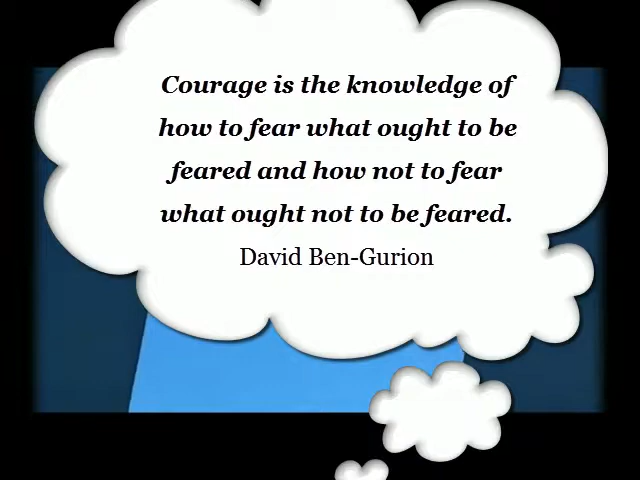 Courage is the knowledge of
how to fear what ought to be
feared and how not to fear
what ought not to be feared.
David Ben-Gurion